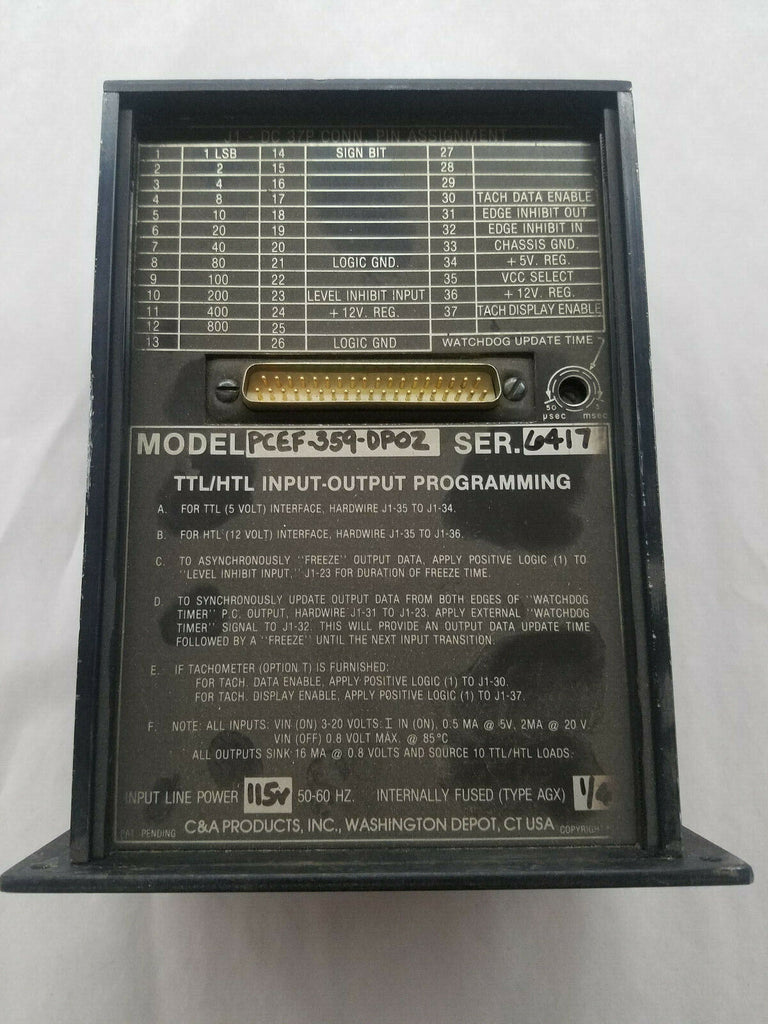 J1 - DC 37P CONN. PIN ASSIGNMENT
1 1 LSB 14 SIGN BIT 27
2 2 15 28
3 4 16 29
4 8 17 30 TACH DATA ENABLE
5 10 18 31 EDGE INHIBIT OUT
6 20 19 32 EDGE INHIBIT IN
7 40 20 33 CHASSIS GND.
8 80 21 LOGIC GND. 34 + 5V. REG.
9 100 22 35 VCC SELECT
10 200 23 LEVEL INHIBIT INPUT 36 + 12V. REG.
11 400 24 + 12V. REG. 37 TACH DISPLAY ENABLE
12 800 25
13 26 LOGIC GND WATCHDOG UPDATE TIME
50 µsec msec
MODEL PCEF-359-DP02 SER. 6417
TTL/HTL INPUT-OUTPUT PROGRAMMING
A. FOR TTL (5 VOLT) INTERFACE, HARDWIRE J1-35 TO J1-34.
B. FOR HTL (12 VOLT) INTERFACE, HARDWIRE J1-35 TO J1-36.
C. TO ASYNCHRONOUSLY "FREEZE" OUTPUT DATA, APPLY POSITIVE LOGIC (1) TO
"LEVEL INHIBIT INPUT," J1-23 FOR DURATION OF FREEZE TIME.
D. TO SYNCHRONOUSLY UPDATE OUTPUT DATA FROM BOTH EDGES OF "WATCHDOG
TIMER" P.C. OUTPUT, HARDWIRE J1-31 TO J1-23. APPLY EXTERNAL "WATCHDOG
TIMER" SIGNAL TO J1-32. THIS WILL PROVIDE AN OUTPUT DATA UPDATE TIME
FOLLOWED BY A "FREEZE" UNTIL THE NEXT INPUT TRANSITION.
E. IF TACHOMETER (OPTION T) IS FURNISHED:
FOR TACH. DATA ENABLE, APPLY POSITIVE LOGIC (1) TO J1-30.
FOR TACH. DISPLAY ENABLE, APPLY POSITIVE LOGIC (1) TO J1-37.
F. NOTE: ALL INPUTS: VIN (ON) 3-20 VOLTS: I IN (ON), 0.5 MA @ 5V, 2MA @ 20 V.
VIN (OFF) 0.8 VOLT MAX. @ 85°C
ALL OUTPUTS SINK 16 MA @ 0.8 VOLTS AND SOURCE 10 TTL/HTL LOADS.
INPUT LINE POWER 115v 50-60 HZ. INTERNALLY FUSED (TYPE AGX) 1/4
PAT. PENDING C&A PRODUCTS, INC., WASHINGTON DEPOT, CT USA COPYRIGHT